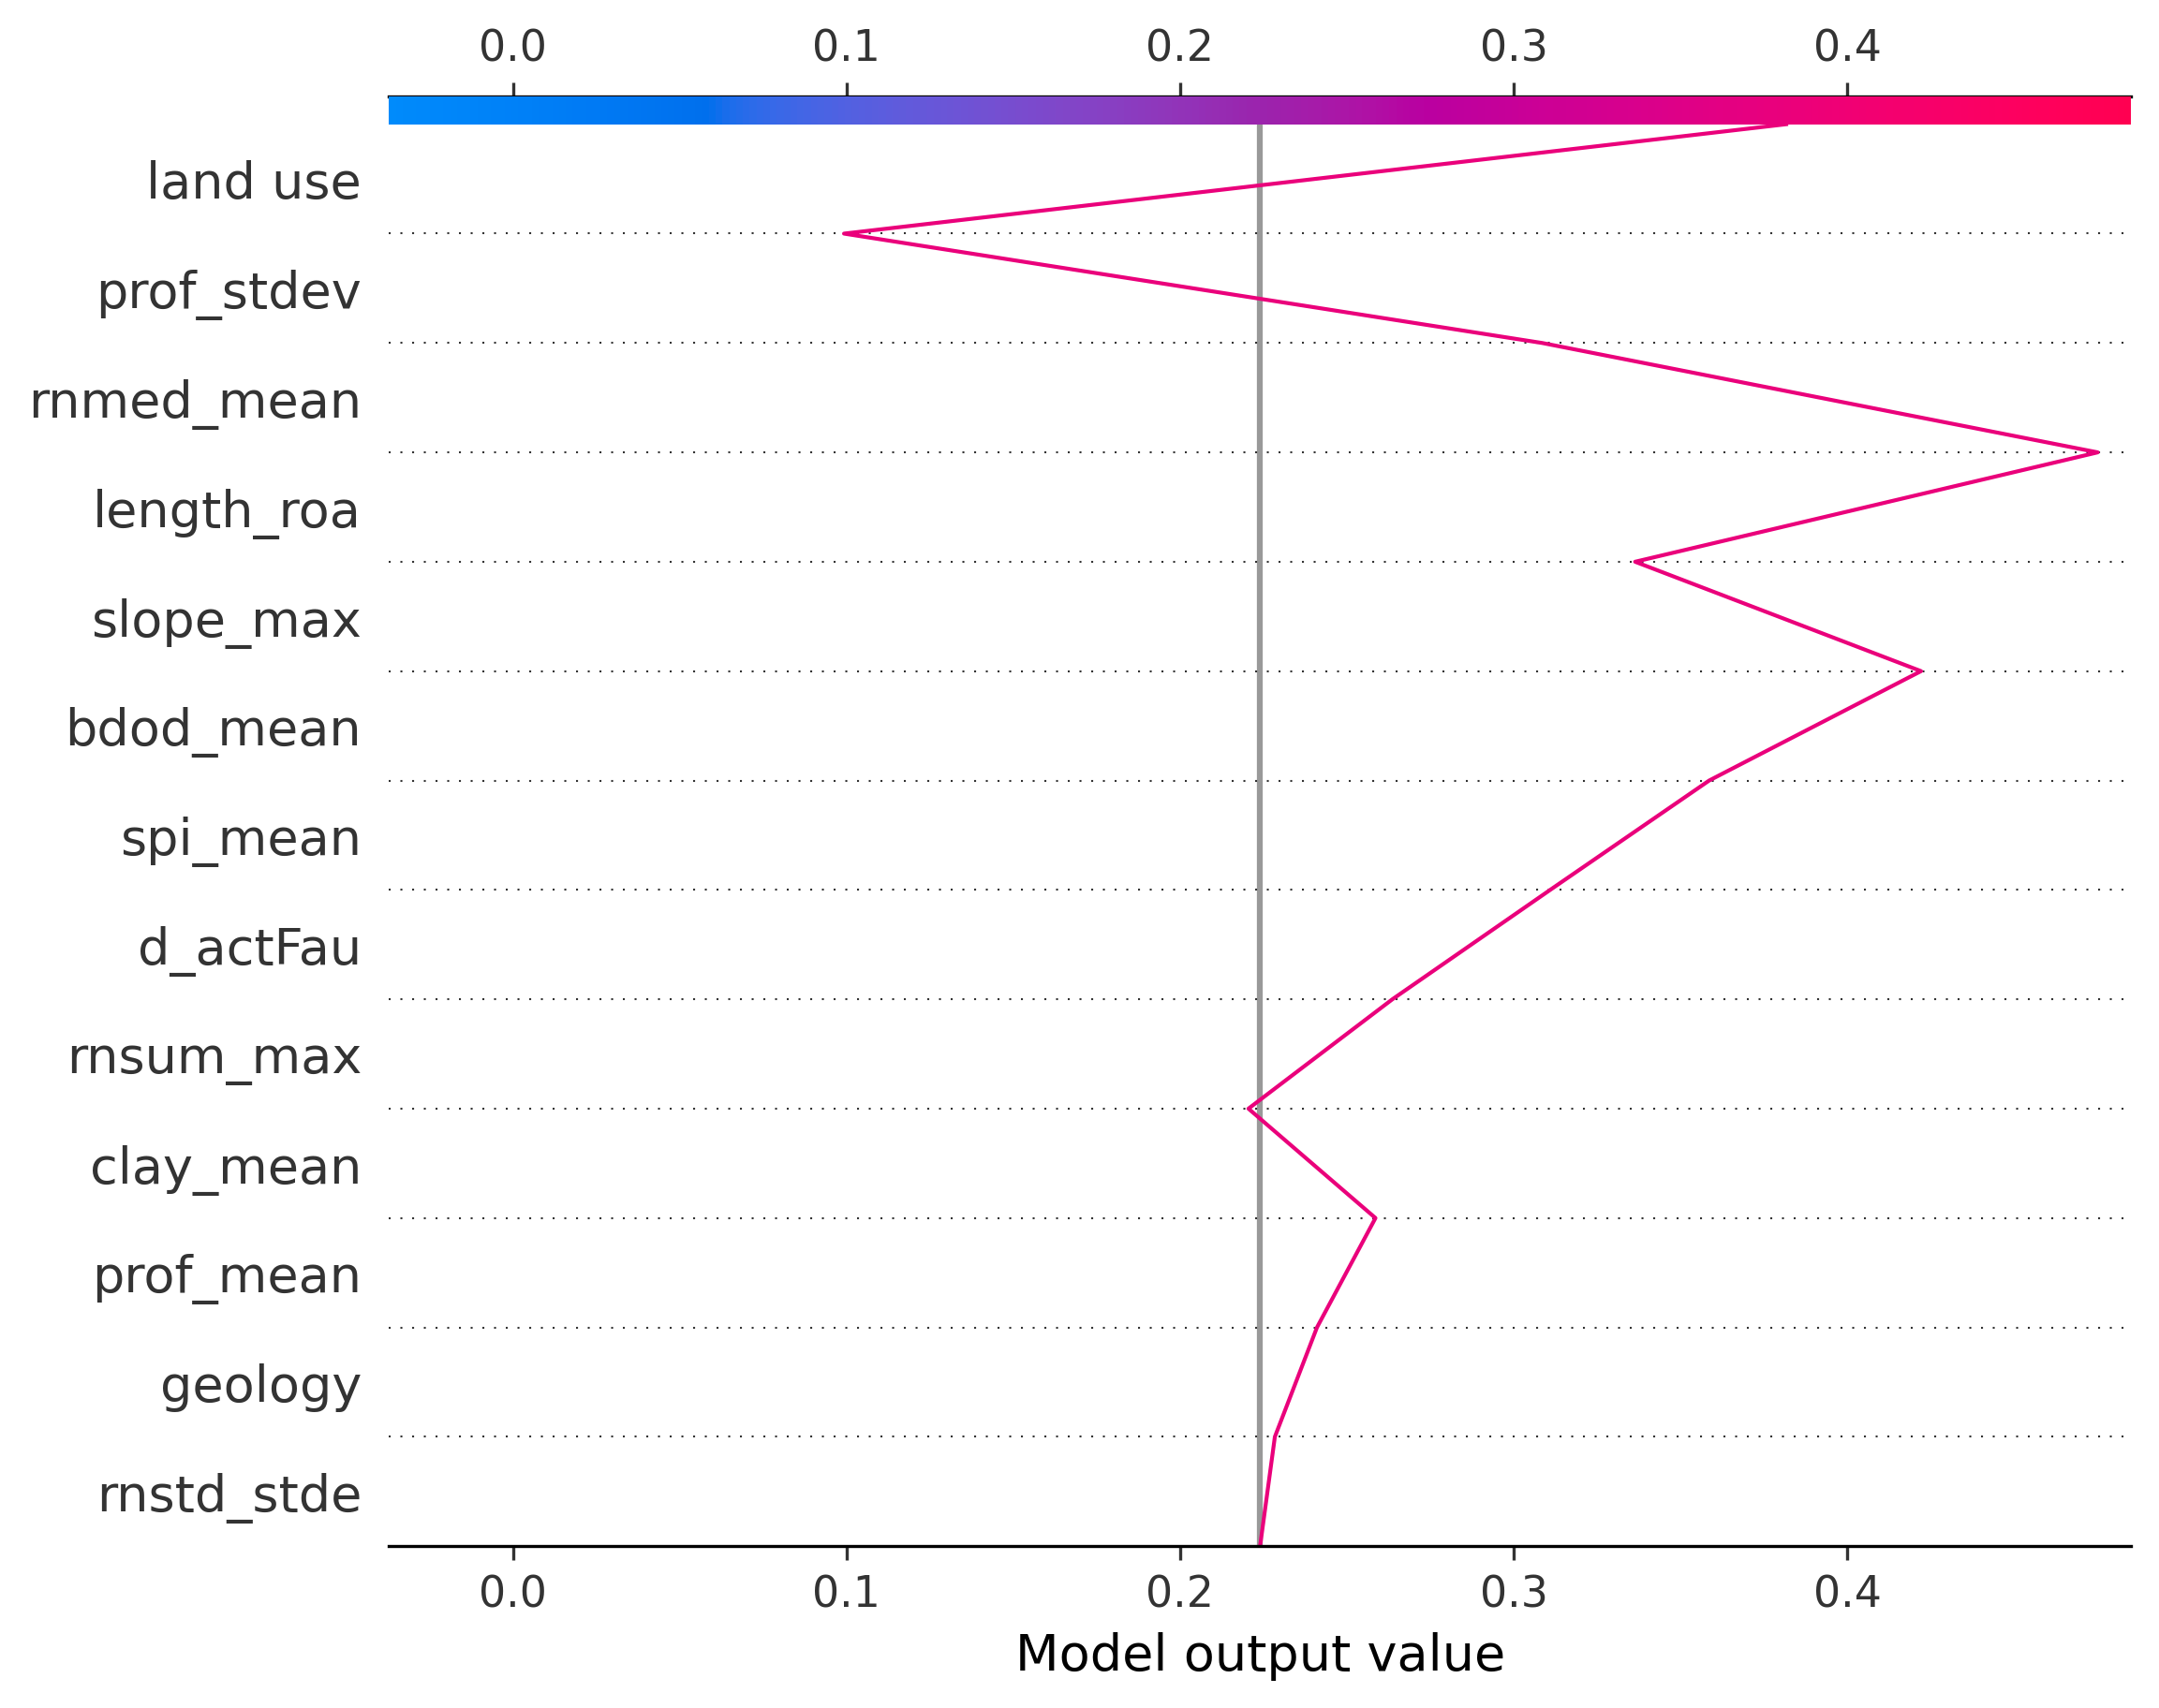 0.0 0.1 0.2 0.3 0.4
land use
prof_stdev
rnmed_mean
length_roa
slope_max
bdod_mean
spi_mean
d_actFau
rnsum_max
clay_mean
prof_mean
geology
rnstd_stde
0.0 0.1 0.2 0.3 0.4
Model output value